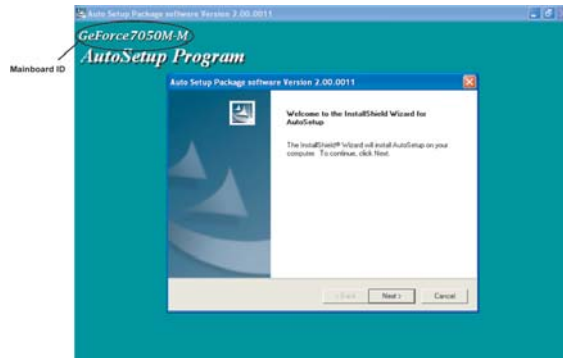 Auto Setup Package software Version 2.00.0011
GeForce7050M-M
Mainboard ID
AutoSetup Program
Auto Setup Package software Version 2.00.0011
Welcome to the InstallShield Wizard for
AutoSetup
The InstallShield® Wizard will install AutoSetup on your
computer. To continue, click Next.
< Back
Next >
Cancel